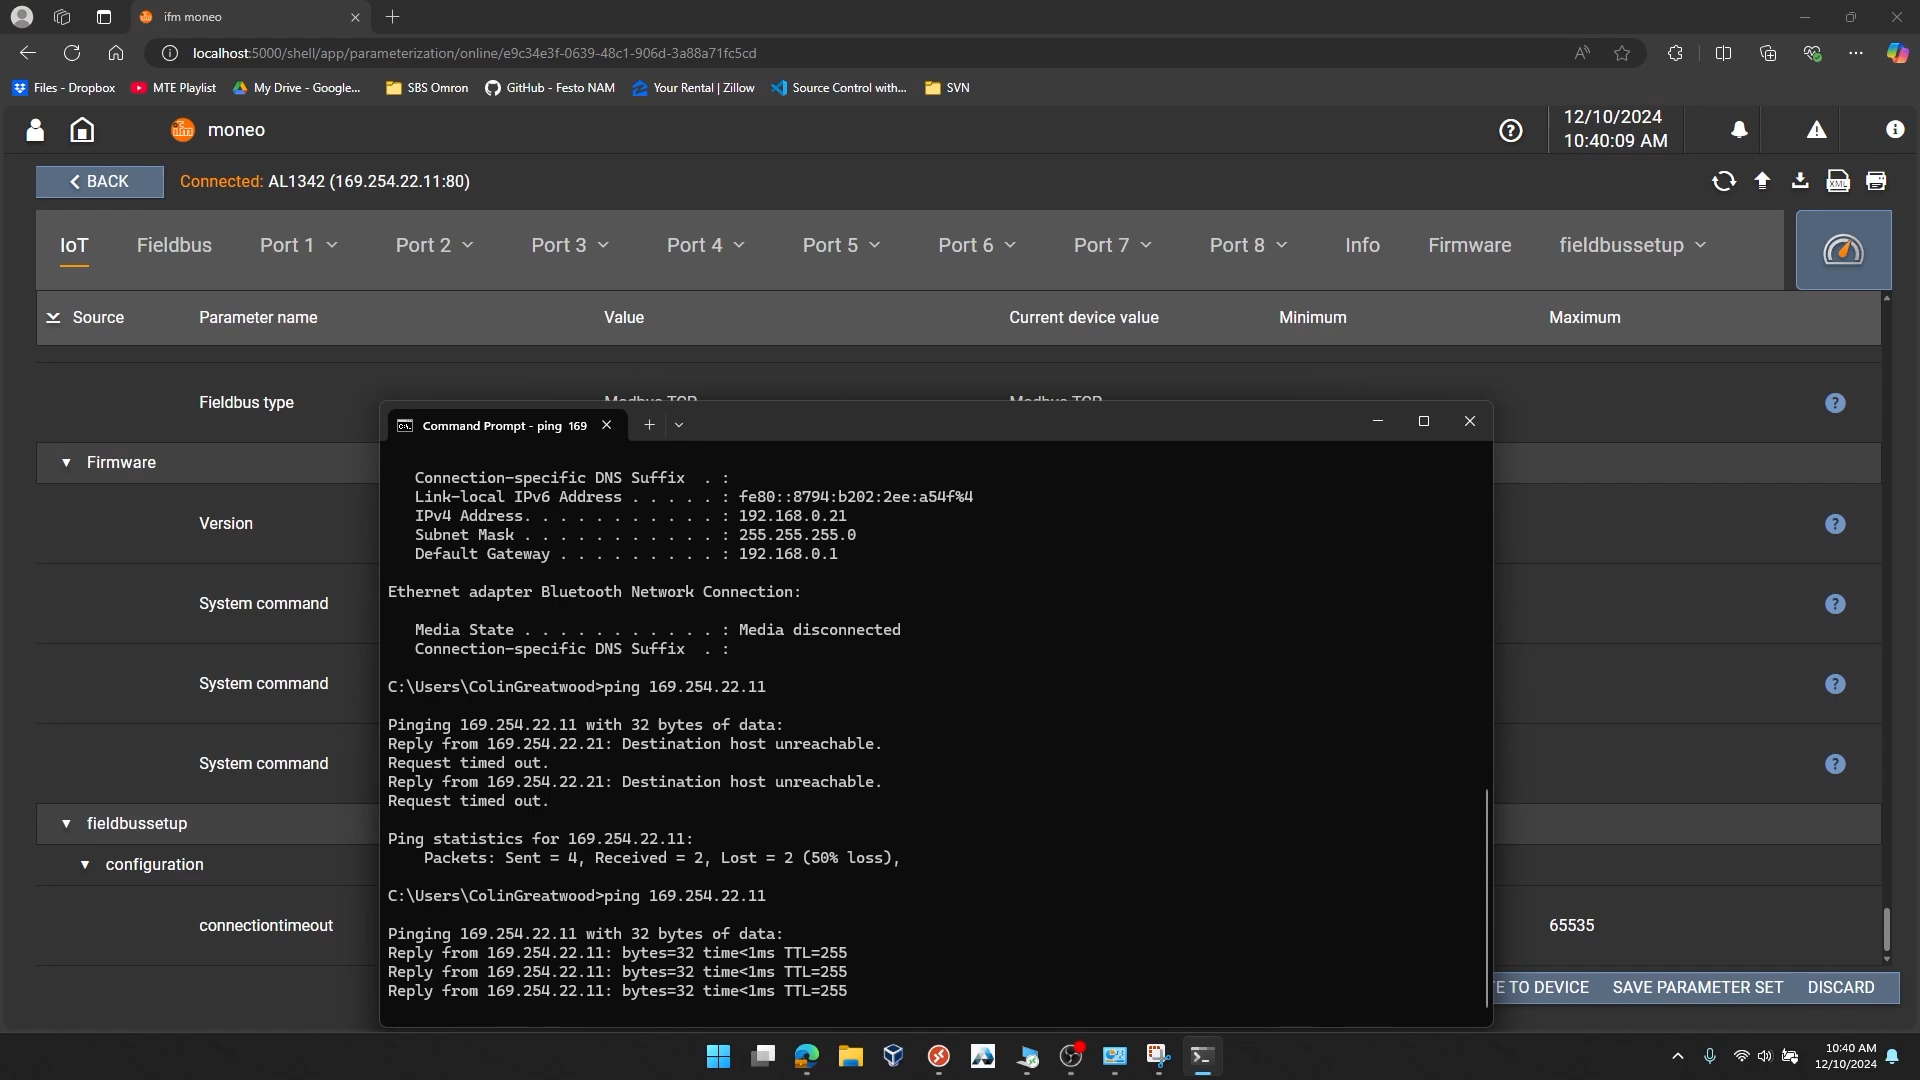 ifm moneo
localhost:5000/shell/app/parameterization/online/e9c34e3f-0639-48c1-906d-3a88a71fc5cd
Files - Dropbox
MTE Playlist
My Drive - Google...
SBS Omron
GitHub - Festo NAM
Your Rental | Zillow
Source Control with...
SVN
ifm
moneo
12/10/2024
10:40:09 AM
BACK
Connected: AL1342 (169.254.22.11:80)
XML
IoT
Fieldbus
Port 1
Port 2
Port 3
Port 4
Port 5
Port 6
Port 7
Port 8
Info
Firmware
fieldbussetup
Source
Parameter name
Value
Current device value
Minimum
Maximum
Fieldbus type
Modbus TCP
Modbus TCP
Firmware
Version
System command
System command
System command
fieldbussetup
configuration
connectiontimeout
65535
Command Prompt - ping 169
Connection-specific DNS Suffix . :
Link-local IPv6 Address . . . . . : fe80::8794:b202:2ee:a54f%4
IPv4 Address. . . . . . . . . . . : 192.168.0.21
Subnet Mask . . . . . . . . . . . : 255.255.255.0
Default Gateway . . . . . . . . . : 192.168.0.1
Ethernet adapter Bluetooth Network Connection:
Media State . . . . . . . . . . . : Media disconnected
Connection-specific DNS Suffix . :
C:\Users\ColinGreatwood>ping 169.254.22.11
Pinging 169.254.22.11 with 32 bytes of data:
Reply from 169.254.22.21: Destination host unreachable.
Request timed out.
Reply from 169.254.22.21: Destination host unreachable.
Request timed out.
Ping statistics for 169.254.22.11:
Packets: Sent = 4, Received = 2, Lost = 2 (50% loss),
C:\Users\ColinGreatwood>ping 169.254.22.11
Pinging 169.254.22.11 with 32 bytes of data:
Reply from 169.254.22.11: bytes=32 time<1ms TTL=255
Reply from 169.254.22.11: bytes=32 time<1ms TTL=255
Reply from 169.254.22.11: bytes=32 time<1ms TTL=255
TE TO DEVICE
SAVE PARAMETER SET
DISCARD
10:40 AM
12/10/2024